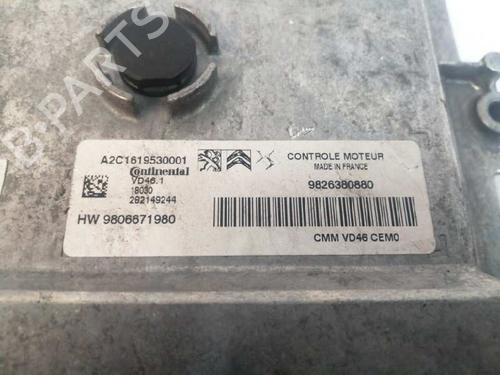 B-PARTS
A2C1619530001
Continental
VD46.1
18030
292149244
HW 9806671980
CONTROLE MOTEUR
MADE IN FRANCE
9826380880
CMM VD46 CEM0